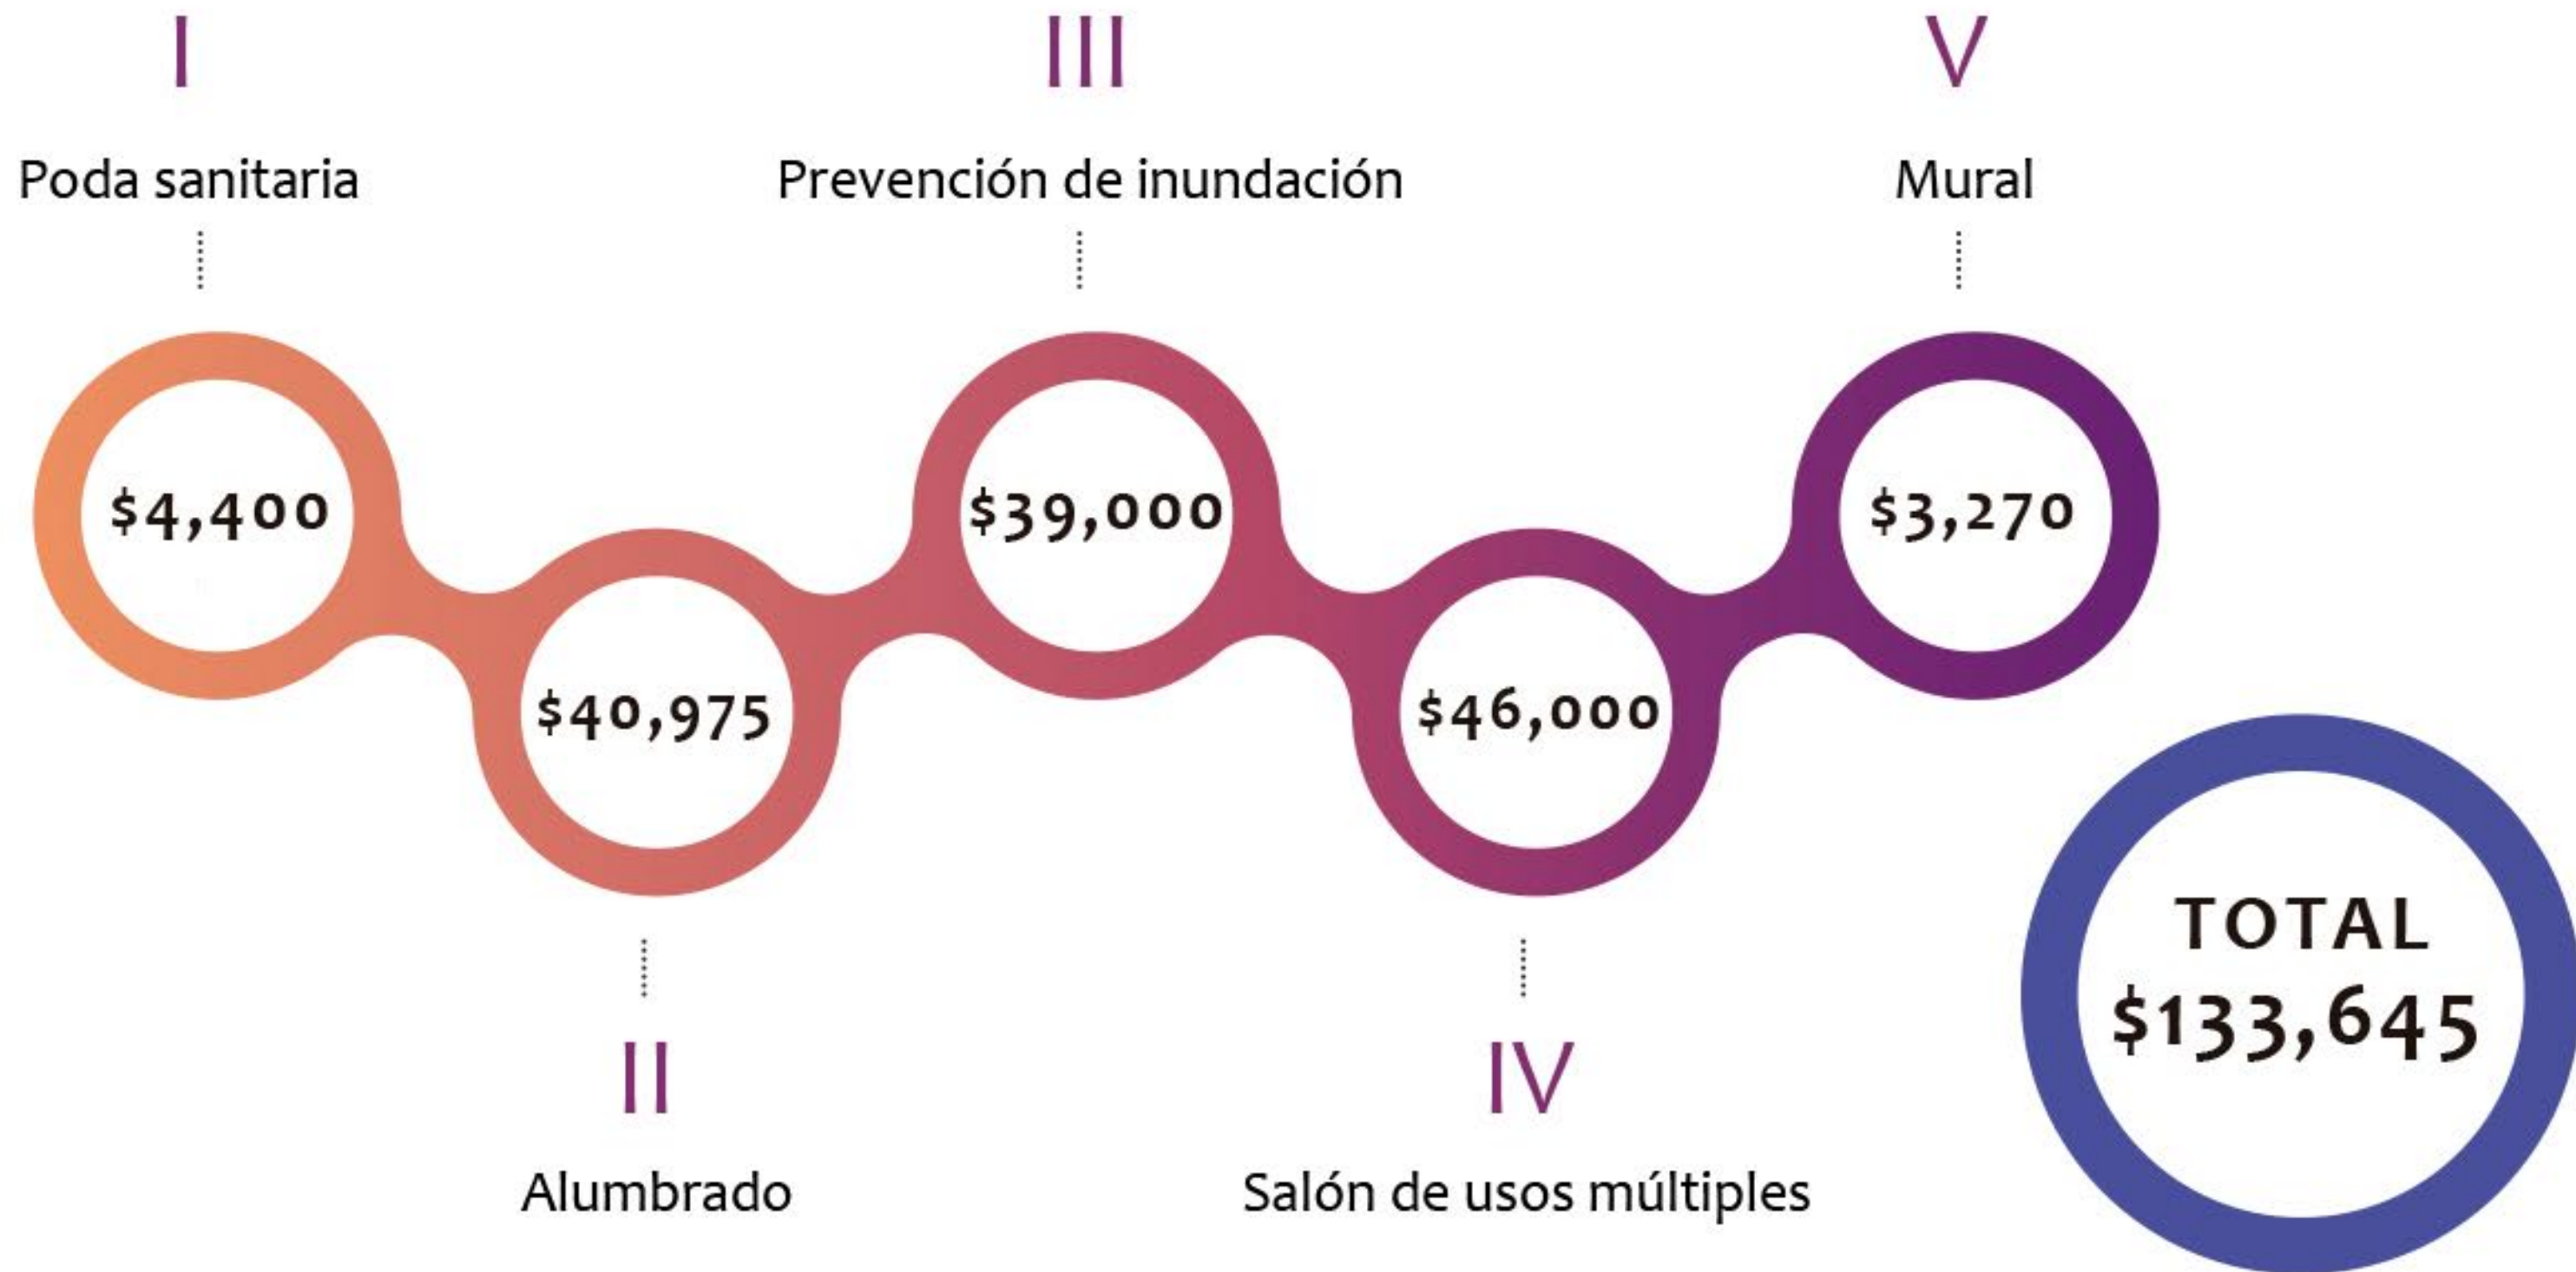 I
III
V
Poda sanitaria
Prevención de inundación
Mural
$4,400
$39,000
$3,270
$40,975
$46,000
TOTAL
$133,645
II
IV
Alumbrado
Salón de usos múltiples